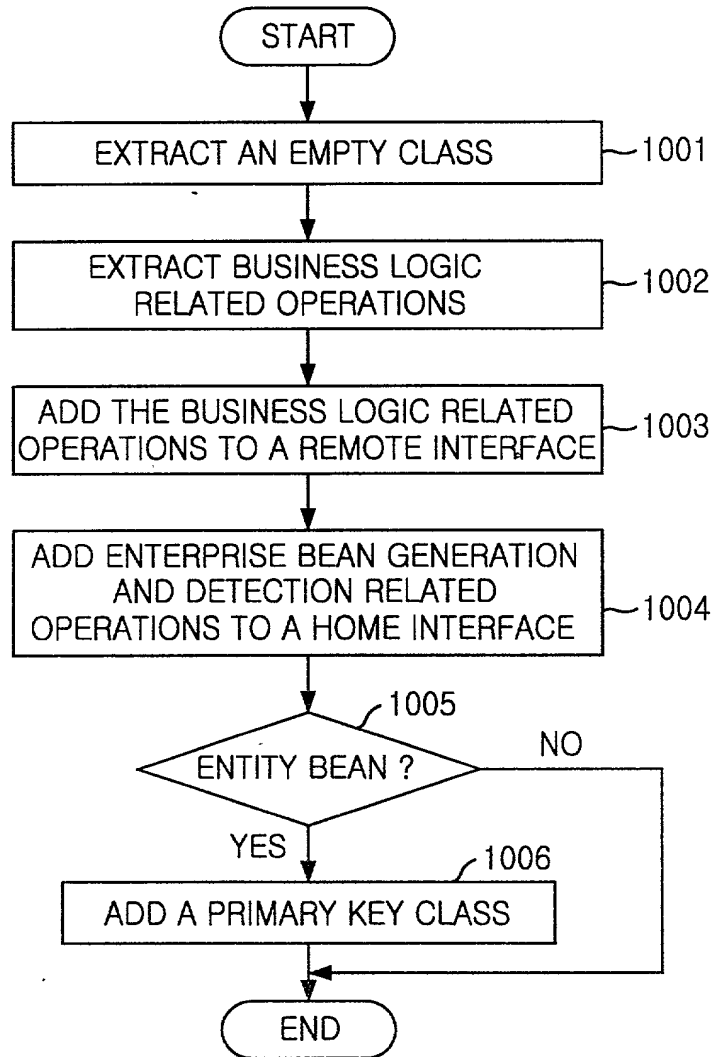 START
EXTRACT AN EMPTY CLASS
1001
EXTRACT BUSINESS LOGIC
RELATED OPERATIONS
1002
ADD THE BUSINESS LOGIC RELATED
OPERATIONS TO A REMOTE INTERFACE
1003
ADD ENTERPRISE BEAN GENERATION
AND DETECTION RELATED
OPERATIONS TO A HOME INTERFACE
1004
1005
ENTITY BEAN ?
NO
YES
1006
ADD A PRIMARY KEY CLASS
END